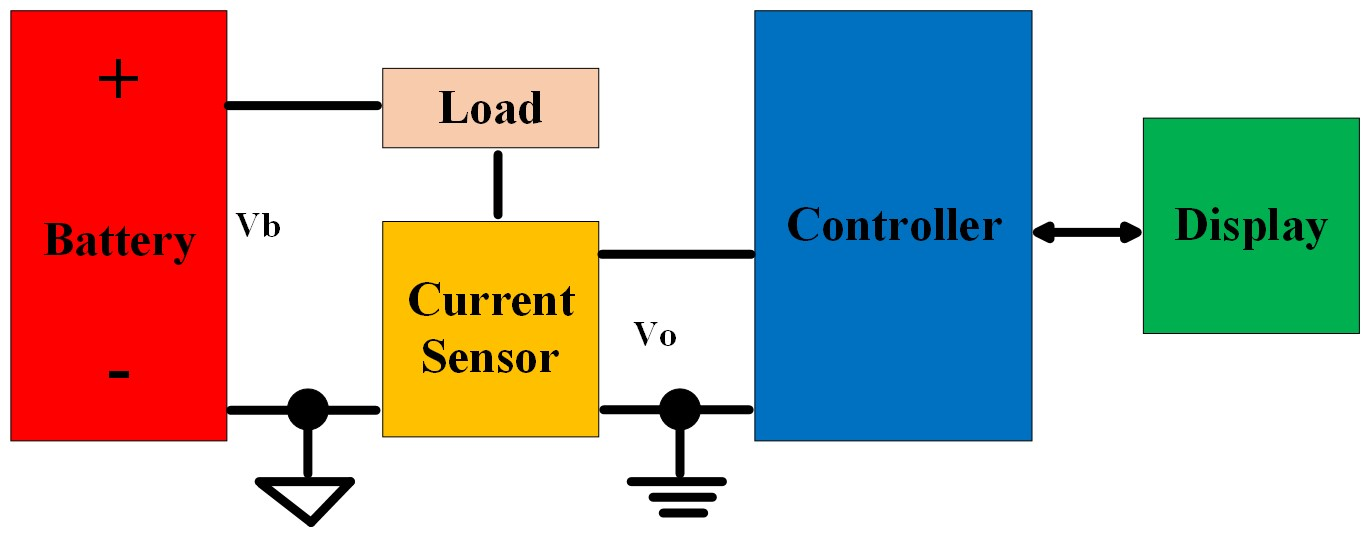 +
Battery
-
Vb
Load
Current
Sensor
Vo
Controller
Display